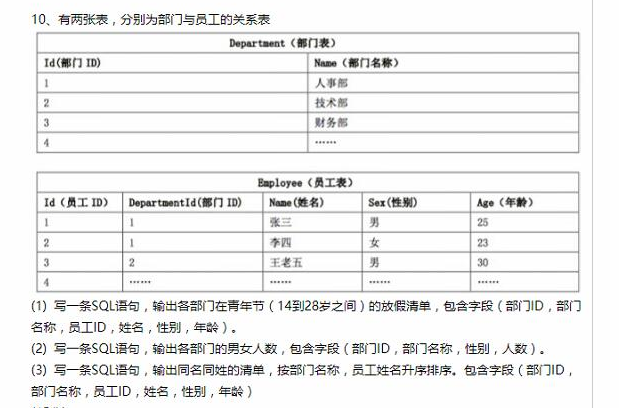 10、有两张表，分别为部门与员工的关系表
Department（部门表）
Id(部门 ID) Name（部门名称）
1 人事部
2 技术部
3 财务部
4 ……
Employee（员工表）
Id（员工 ID） DepartmentId(部门 ID) Name(姓名) Sex(性别) Age（年龄）
1 1 张三 男 25
2 1 李四 女 23
3 2 王老五 男 30
4 …… …… …… ……
(1) 写一条SQL语句，输出各部门在青年节（14到28岁之间）的放假清单，包含字段（部门ID，部门
名称，员工ID，姓名，性别，年龄）。
(2) 写一条SQL语句，输出各部门的男女人数，包含字段（部门ID，部门名称，性别，人数）。
(3) 写一条SQL语句，输出同名同姓的清单，按部门名称，员工姓名升序排序。包含字段（部门ID，
部门名称，员工ID，姓名，性别，年龄）